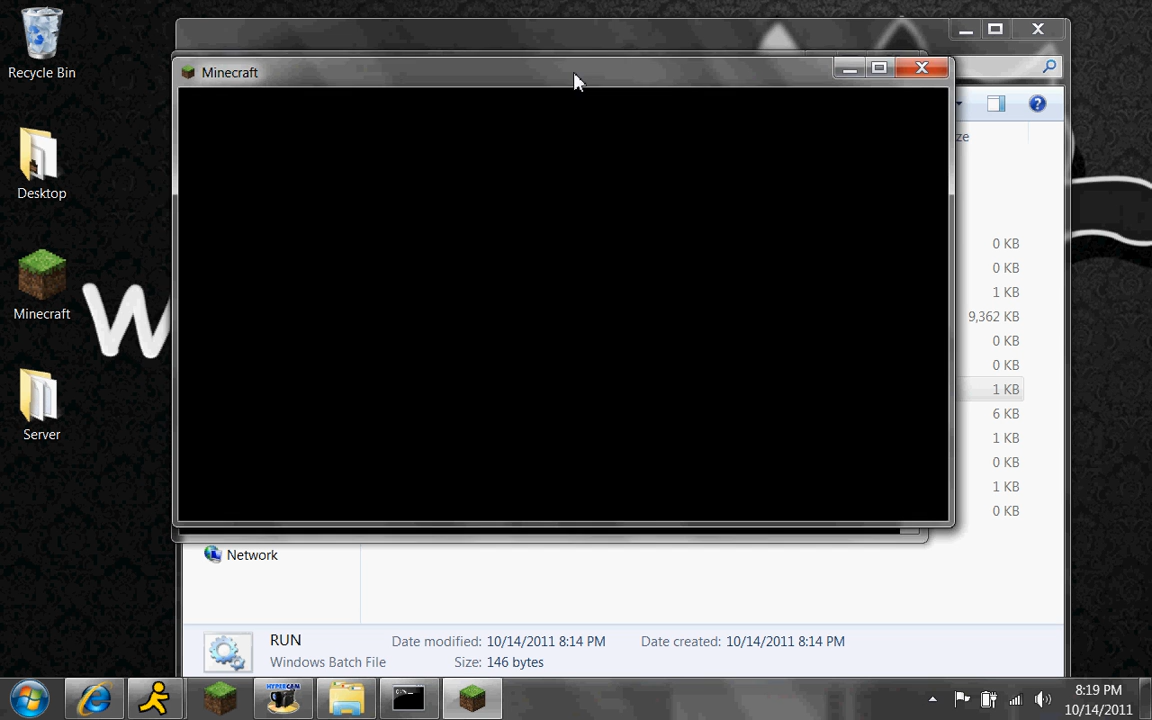 Recycle Bin
Desktop
Minecraft
Server
W
Minecraft
ze
0 KB
0 KB
1 KB
9,362 KB
0 KB
0 KB
1 KB
6 KB
1 KB
0 KB
1 KB
0 KB
Network
RUN Date modified: 10/14/2011 8:14 PM Date created: 10/14/2011 8:14 PM
Windows Batch File Size: 146 bytes
HYPERCAM
8:19 PM
10/14/2011